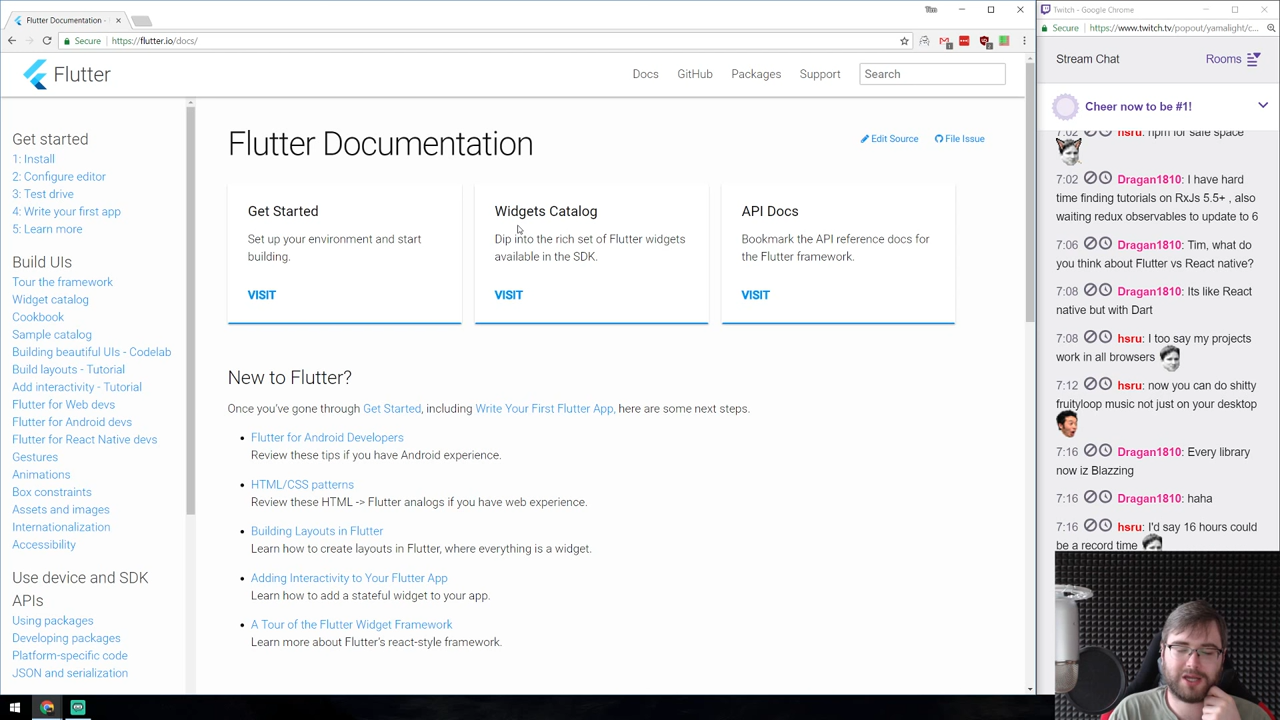 Flutter Documentation -
Tim
Secure
https://flutter.io/docs/
Flutter
Docs
GitHub
Packages
Support
Search
Get started
1: Install
2: Configure editor
3: Test drive
4: Write your first app
5: Learn more
Build UIs
Tour the framework
Widget catalog
Cookbook
Sample catalog
Building beautiful UIs - Codelab
Build layouts - Tutorial
Add interactivity - Tutorial
Flutter for Web devs
Flutter for Android devs
Flutter for React Native devs
Gestures
Animations
Box constraints
Assets and images
Internationalization
Accessibility
Use device and SDK
APIs
Using packages
Developing packages
Platform-specific code
JSON and serialization
Flutter Documentation
Edit Source
File Issue
Get Started
Set up your environment and start
building.
VISIT
Widgets Catalog
Dip into the rich set of Flutter widgets
available in the SDK.
VISIT
API Docs
Bookmark the API reference docs for
the Flutter framework.
VISIT
New to Flutter?
Once you've gone through Get Started, including Write Your First Flutter App, here are some next steps.
Flutter for Android Developers
Review these tips if you have Android experience.
HTML/CSS patterns
Review these HTML -> Flutter analogs if you have web experience.
Building Layouts in Flutter
Learn how to create layouts in Flutter, where everything is a widget.
Adding Interactivity to Your Flutter App
Learn how to add a stateful widget to your app.
A Tour of the Flutter Widget Framework
Learn more about Flutter's react-style framework.
Twitch - Google Chrome
Secure
https://www.twitch.tv/popout/yamalight/c...
Stream Chat
Rooms
Cheer now to be #1!
7:02 hsru: npm for safe space
7:02 Dragan1810: I have hard
time finding tutorials on RxJs 5.5+ , also
waiting redux observables to update to 6
7:06 Dragan1810: Tim, what do
you think about Flutter vs React native?
7:08 Dragan1810: Its like React
native but with Dart
7:08 hsru: I too say my projects
work in all browsers
7:12 hsru: now you can do shitty
fruityloop music not just on your desktop
7:16 Dragan1810: Every library
now iz Blazzing
7:16 Dragan1810: haha
7:16 hsru: I'd say 16 hours could
be a record time